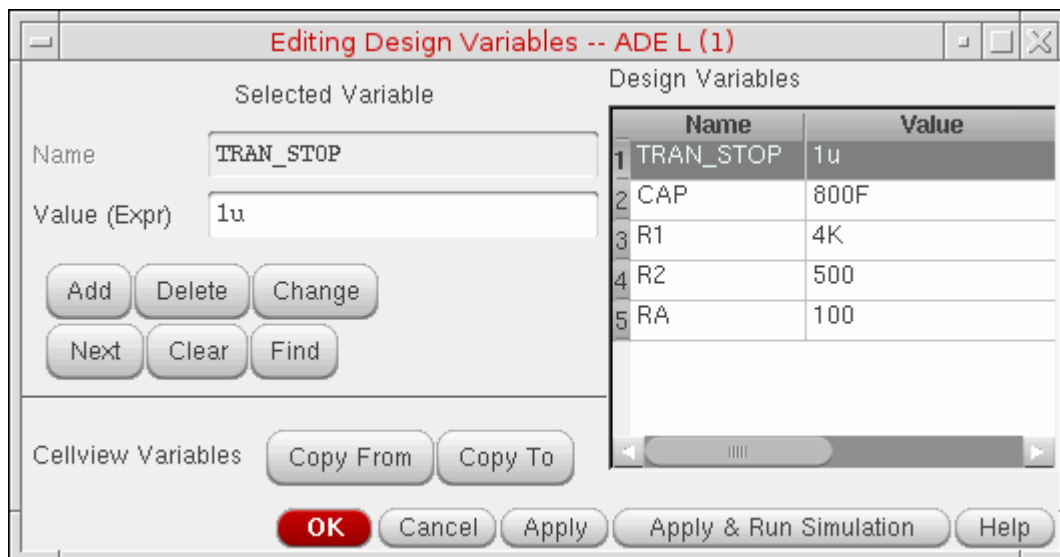 Editing Design Variables -- ADE L (1)
Selected Variable
Name TRAN_STOP
Value (Expr) 1u
Add Delete Change
Next Clear Find
Cellview Variables Copy From Copy To
Design Variables
Name Value
1 TRAN_STOP 1u
2 CAP 800F
3 R1 4K
4 R2 500
5 RA 100
OK Cancel Apply Apply & Run Simulation Help